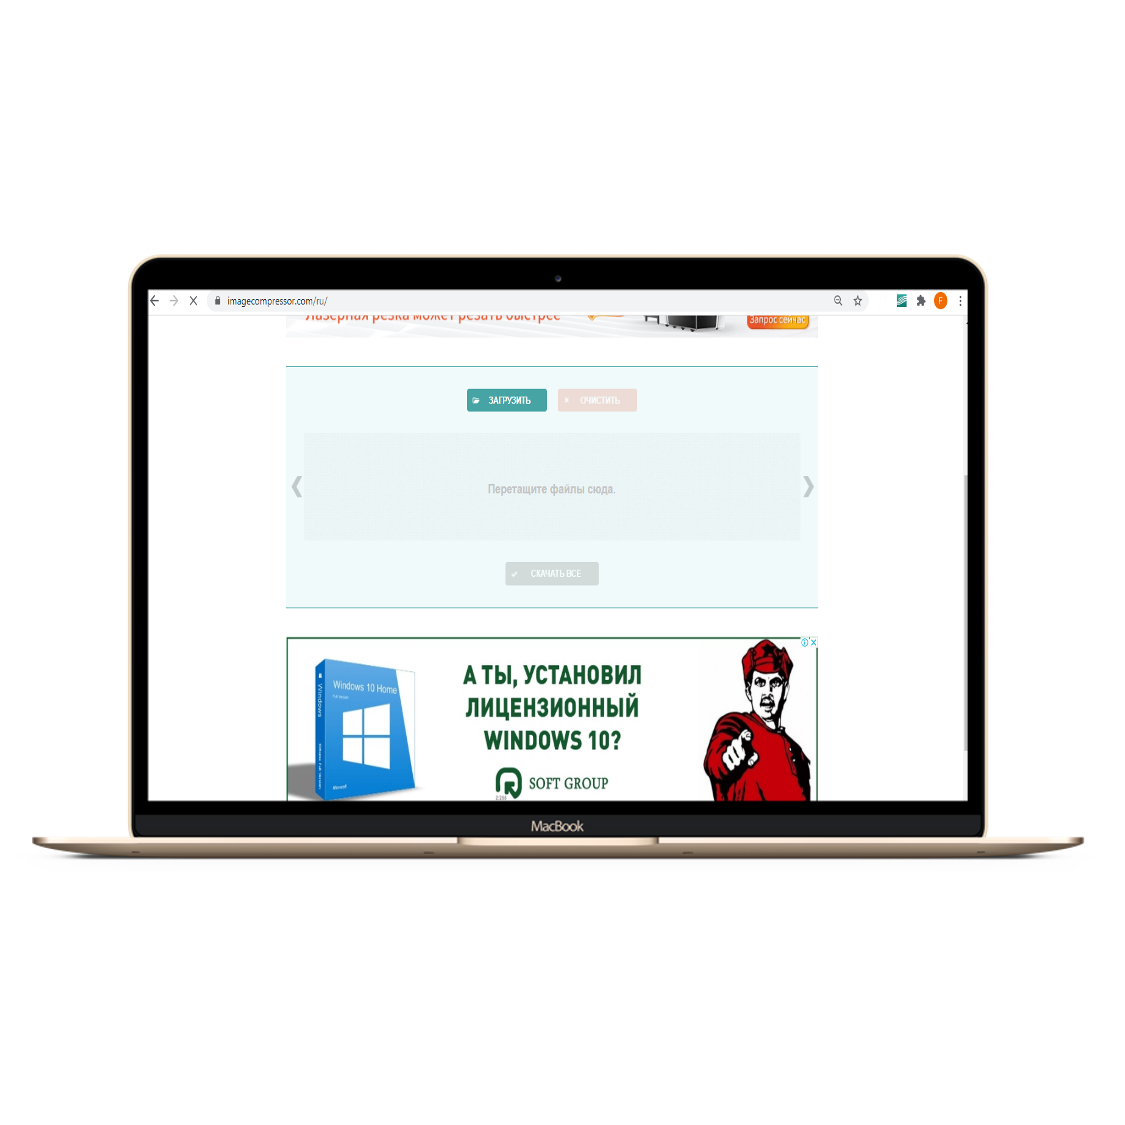 imagecompressor.com/ru/
F
Лазерная резка может резать быстрее
Запрос сейчас
ЗАГРУЗИТЬ
ОЧИСТИТЬ
Перетащите файлы сюда.
СКАЧАТЬ ВСЕ
Windows 10 Home
Windows
Microsoft
А ТЫ, УСТАНОВИЛ
ЛИЦЕНЗИОННЫЙ
WINDOWS 10?
SOFT GROUP
MacBook